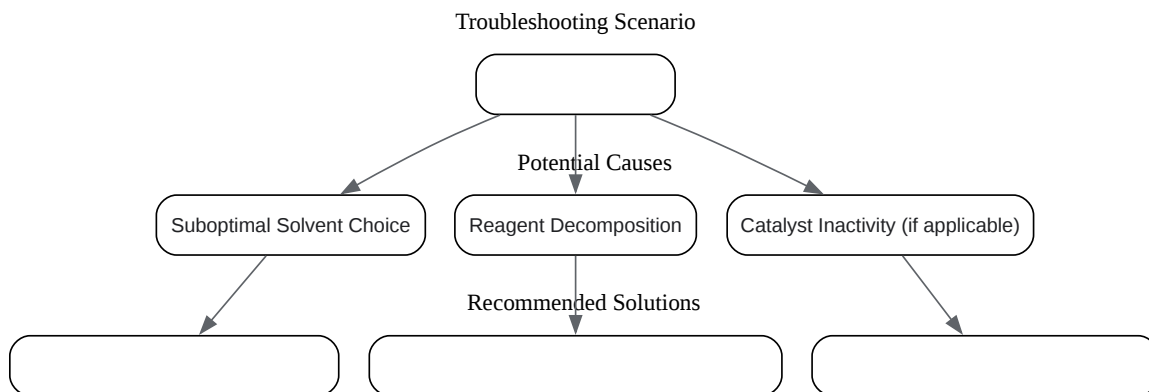 Troubleshooting Scenario
Potential Causes
Suboptimal Solvent Choice
Reagent Decomposition
Catalyst Inactivity (if applicable)
Recommended Solutions